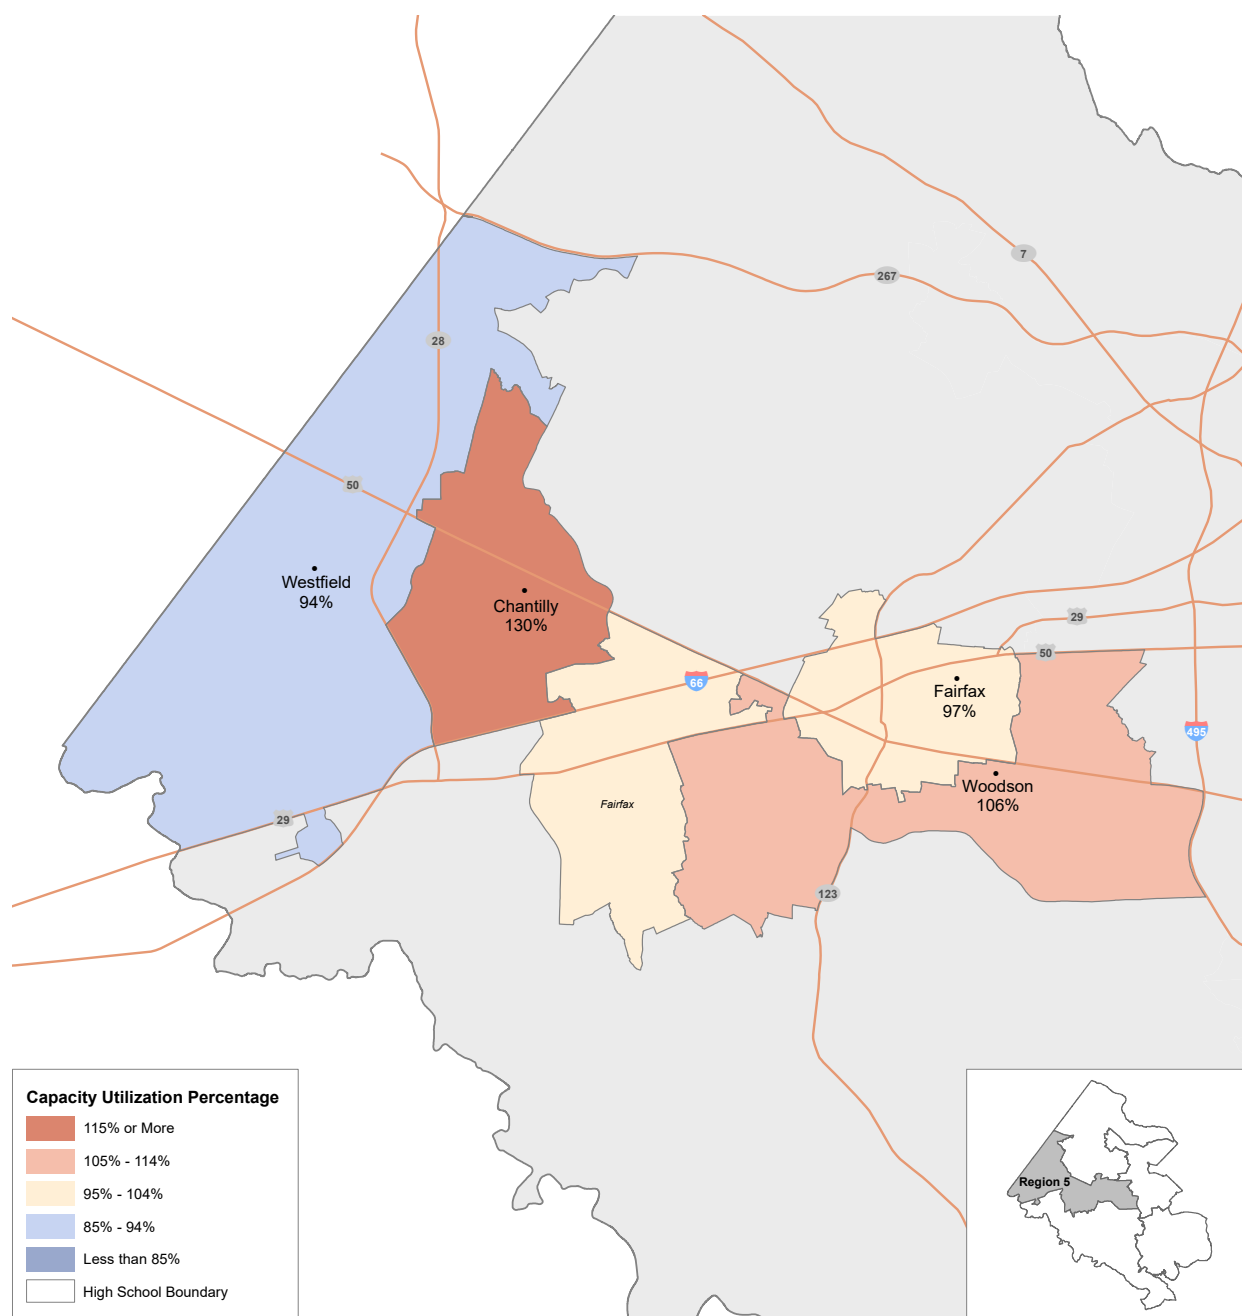 7
267
28
50
Westfield
94%
Chantilly
130%
29
50
66
Fairfax
97%
495
Woodson
106%
Fairfax
29
123
Capacity Utilization Percentage
115% or More
105% - 114%
95% - 104%
85% - 94%
Less than 85%
High School Boundary
Region 5